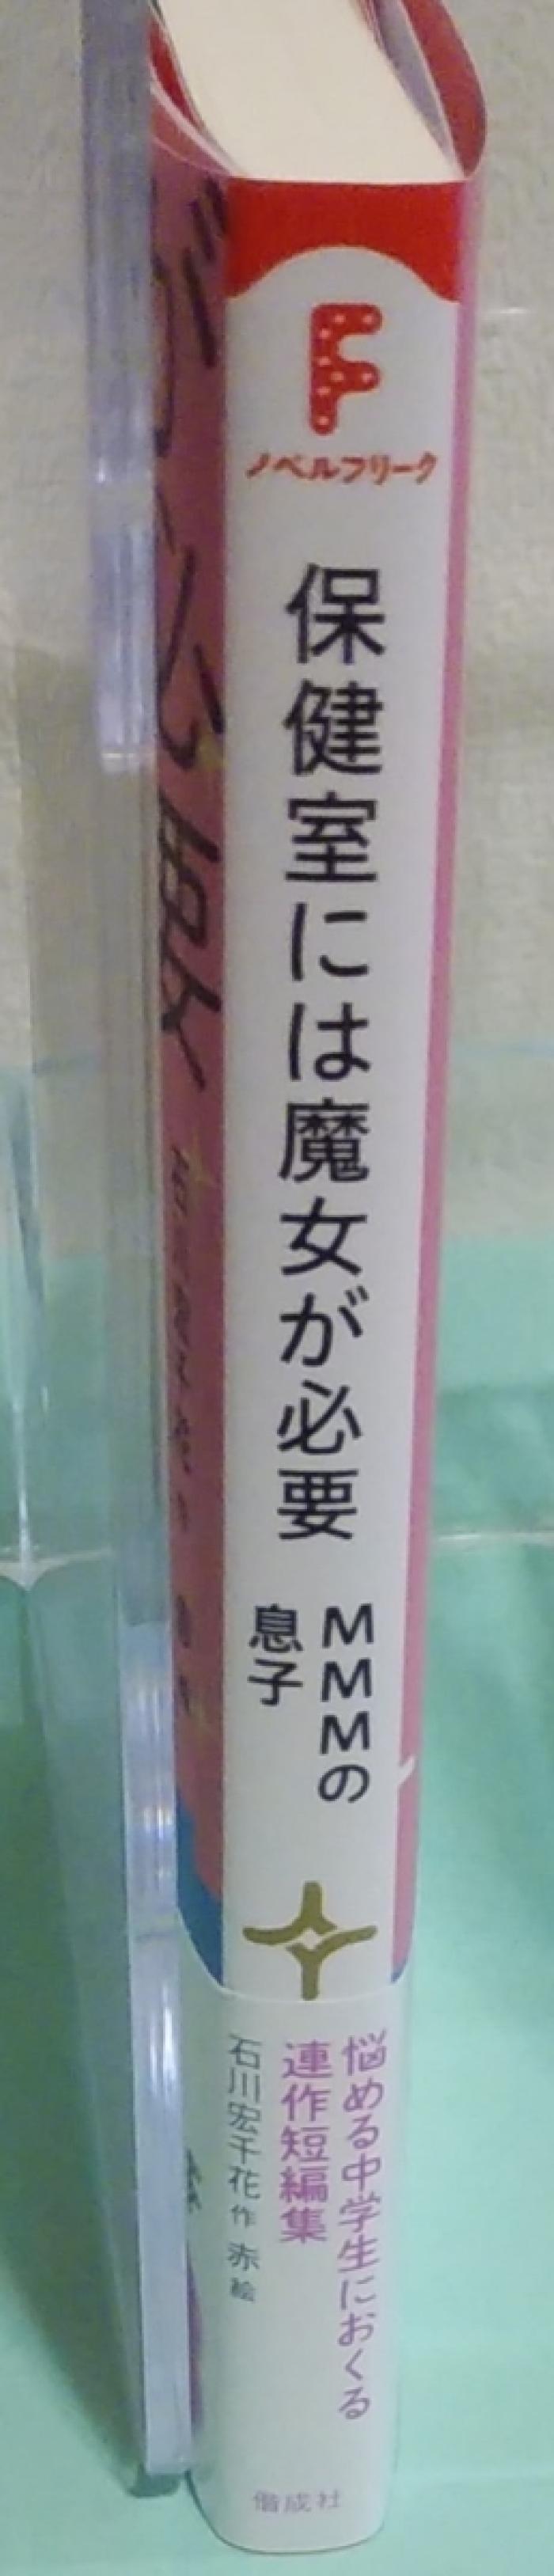 F
ノベルフリーク
保健室には魔女が必要
MMMの
息子
悩める中学生におくる
連作短編集
石川宏千花 作 赤 絵
偕成社